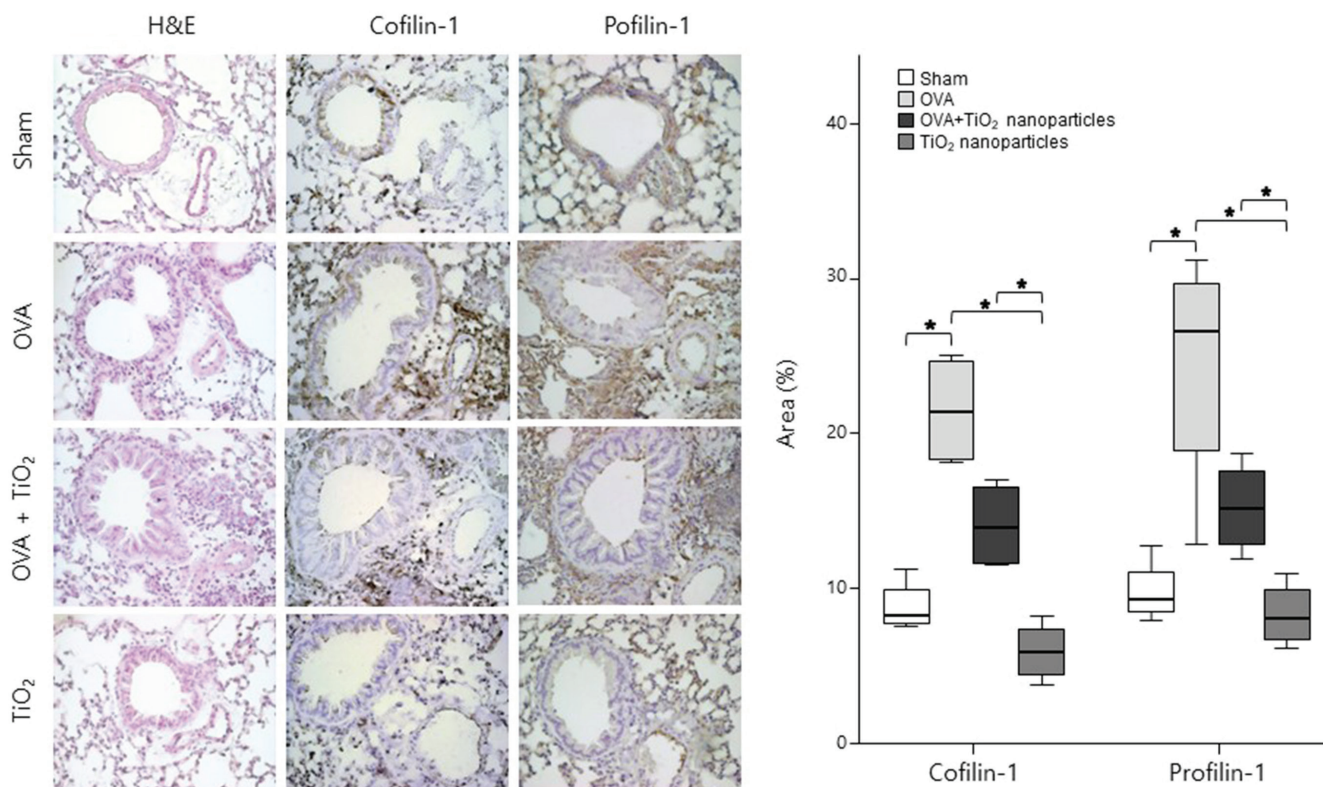 H&E Cofilin-1 Pofilin-1
Sham
OVA
OVA + TiO₂
TiO₂
Sham
OVA
OVA+TiO₂ nanoparticles
TiO₂ nanoparticles
Area (%)
40
30
20
10
0
* * *
* * *
Cofilin-1 Profilin-1